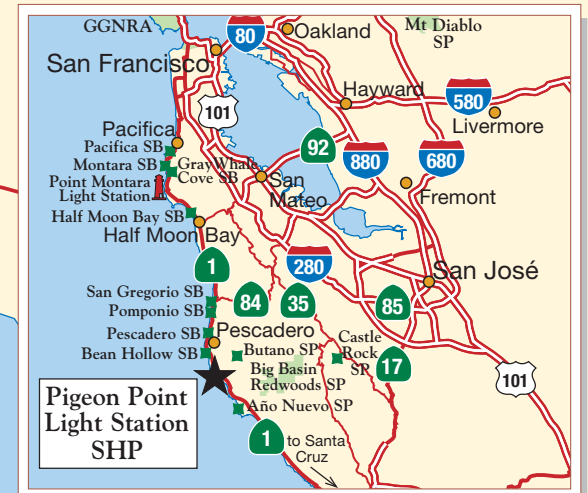 GGNRA
80
Oakland
Mt Diablo
SP
San Francisco
Hayward
580
101
Livermore
Pacifica
92
880
680
Pacifica SB
Montara SB
Gray Whale
Cove SB
Point Montara
Light Station
San
Mateo
Fremont
Half Moon Bay SB
Half Moon Bay
1
280
San José
San Gregorio SB
84
35
85
Pomponio SB
Pescadero SB
Pescadero
Castle
Rock
SP
Bean Hollow SB
Butano SP
17
101
Big Basin
Redwoods SP
Pigeon Point
Light Station
SHP
Año Nuevo SP
1
to Santa
Cruz